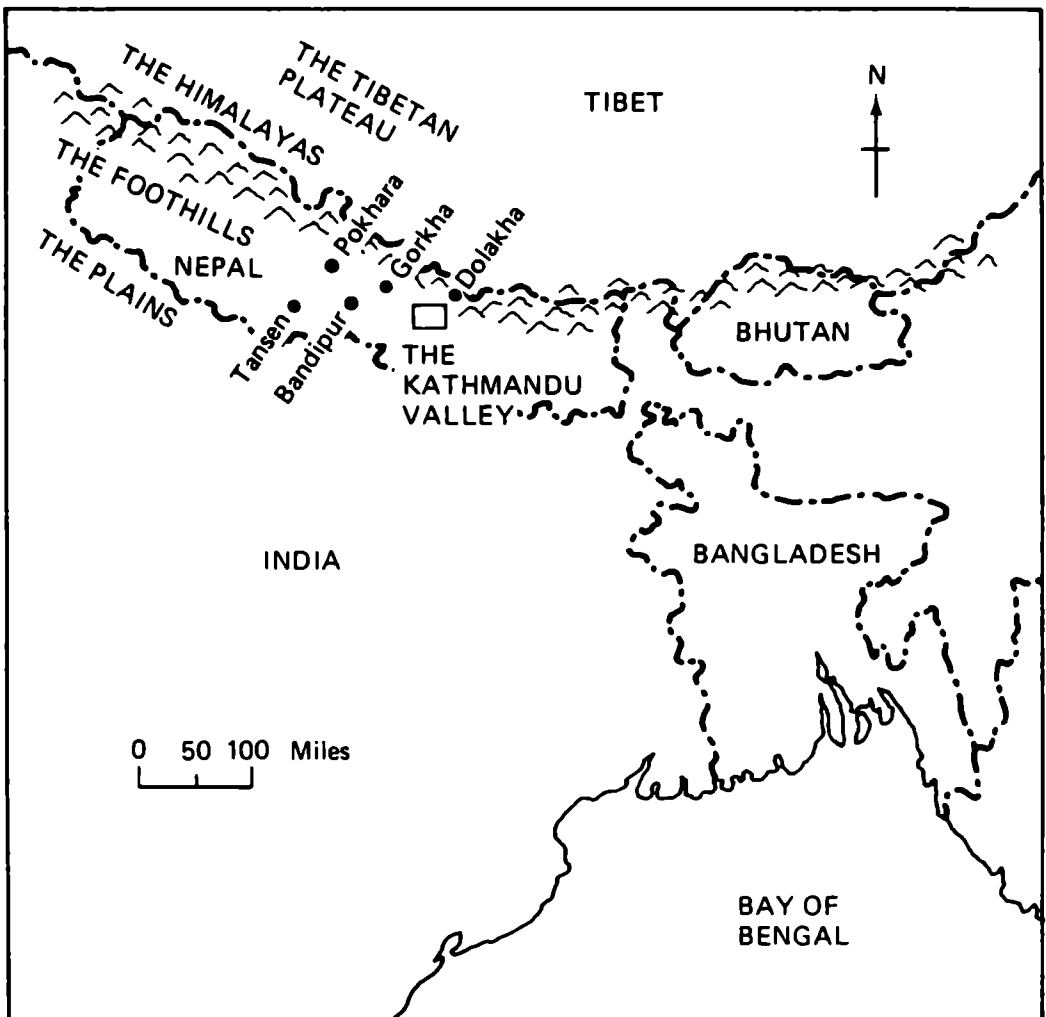 THE HIMALAYAS
THE TIBETAN
PLATEAU
TIBET
N
THE FOOTHILLS
THE PLAINS
NEPAL
Pokhara
Gorkha
Dolakha
Tansen
Bandipur
THE
KATHMANDU
VALLEY
BHUTAN
INDIA
BANGLADESH
0 50 100 Miles
BAY OF
BENGAL